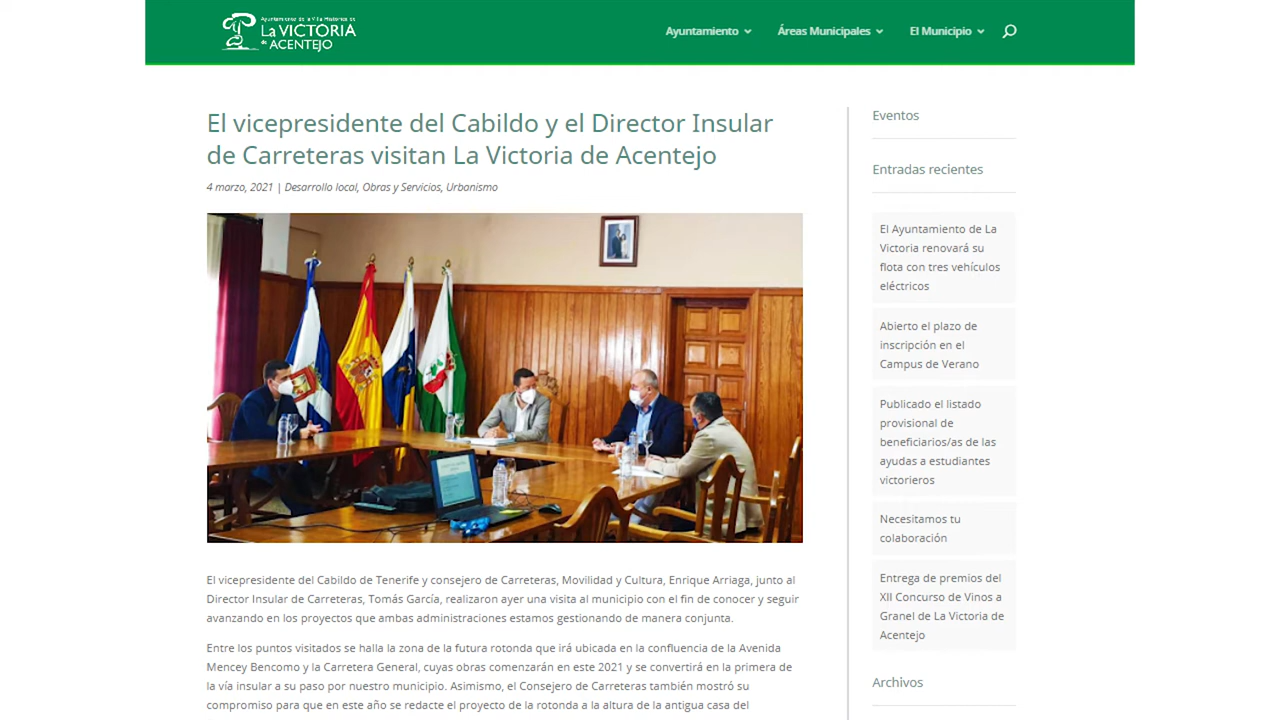 Ayuntamiento de la Villa Histórica de
La VICTORIA
de ACENTEJO
Ayuntamiento
Áreas Municipales
El Municipio
El vicepresidente del Cabildo y el Director Insular
de Carreteras visitan La Victoria de Acentejo
4 marzo, 2021 | Desarrollo local, Obras y Servicios, Urbanismo
El vicepresidente del Cabildo de Tenerife y consejero de Carreteras, Movilidad y Cultura, Enrique Arriaga, junto al
Director Insular de Carreteras, Tomás García, realizaron ayer una visita al municipio con el fin de conocer y seguir
avanzando en los proyectos que ambas administraciones estamos gestionando de manera conjunta.
Entre los puntos visitados se halla la zona de la futura rotonda que irá ubicada en la confluencia de la Avenida
Mencey Bencomo y la Carretera General, cuyas obras comenzarán en este 2021 y se convertirá en la primera de
la vía insular a su paso por nuestro municipio. Asimismo, el Consejero de Carreteras también mostró su
compromiso para que en este año se redacte el proyecto de la rotonda a la altura de la antigua casa del
Eventos
Entradas recientes
El Ayuntamiento de La
Victoria renovará su
flota con tres vehículos
eléctricos
Abierto el plazo de
inscripción en el
Campus de Verano
Publicado el listado
provisional de
beneficiarios/as de las
ayudas a estudiantes
victorieros
Necesitamos tu
colaboración
Entrega de premios del
XII Concurso de Vinos a
Granel de La Victoria de
Acentejo
Archivos